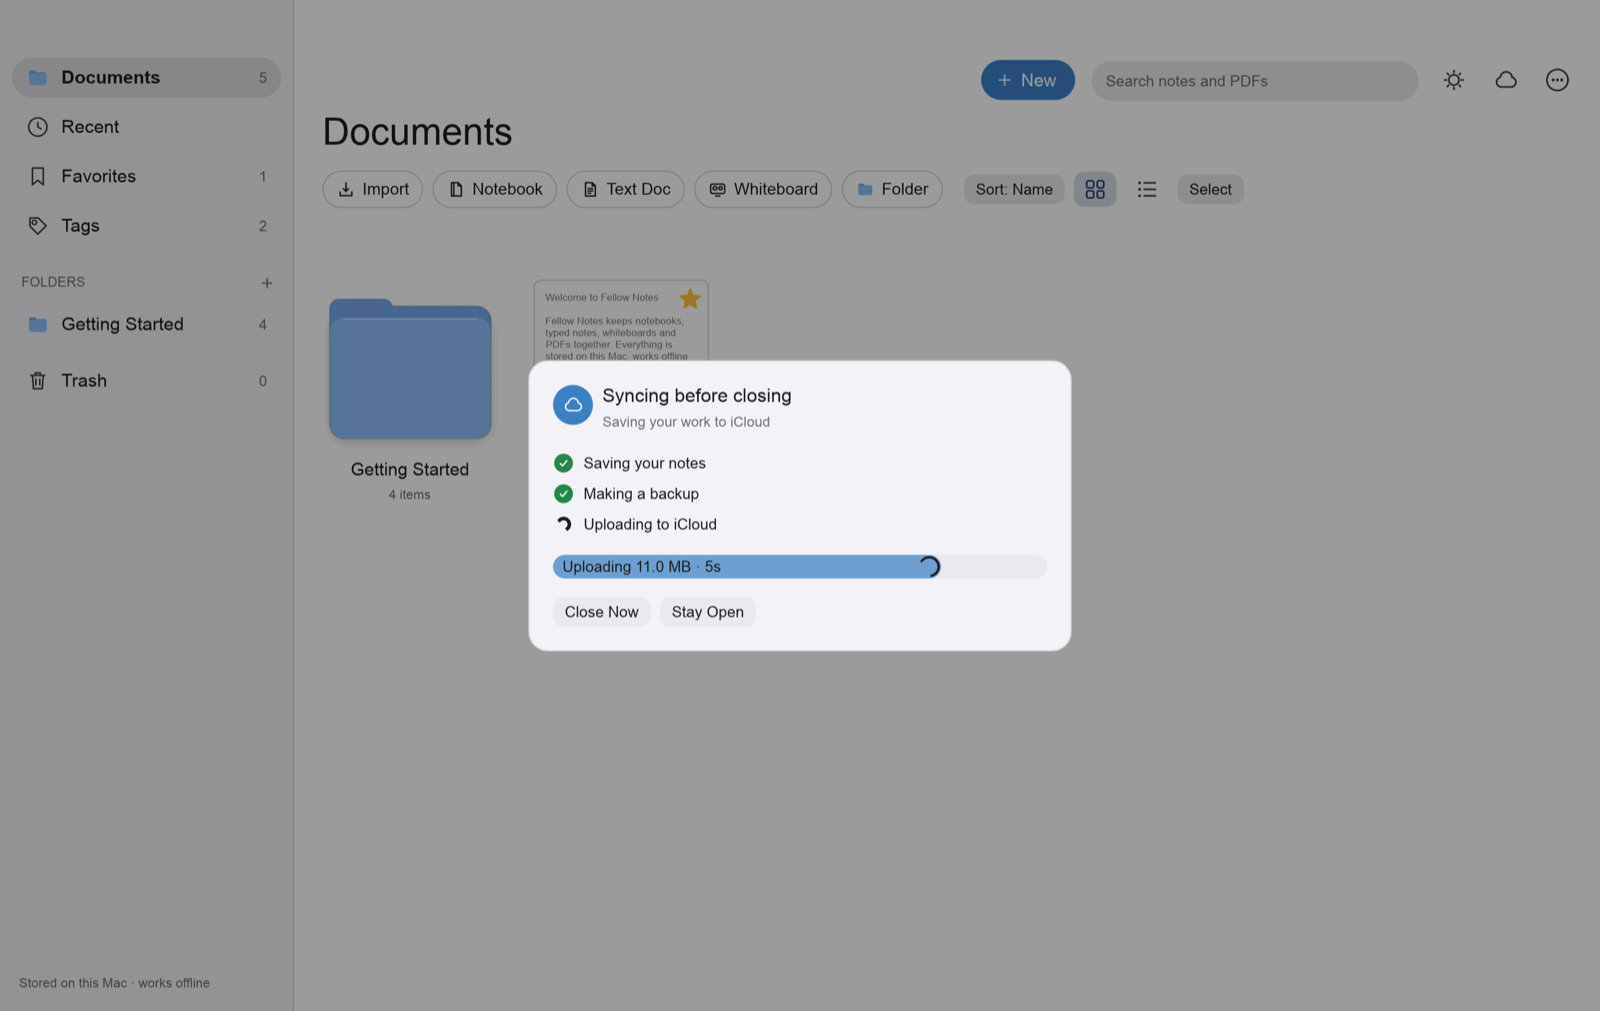 Documents 5
Recent
Favorites 1
Tags 2
FOLDERS
Getting Started 4
Trash 0
Stored on this Mac · works offline
New
Search notes and PDFs
Documents
Import
Notebook
Text Doc
Whiteboard
Folder
Sort: Name
Select
Getting Started
4 items
Welcome to Fellow Notes
Fellow Notes keeps notebooks,
typed notes, whiteboards and
PDFs together. Everything is
stored on this Mac, works offline
Syncing before closing
Saving your work to iCloud
Saving your notes
Making a backup
Uploading to iCloud
Uploading 11.0 MB · 5s
Close Now
Stay Open